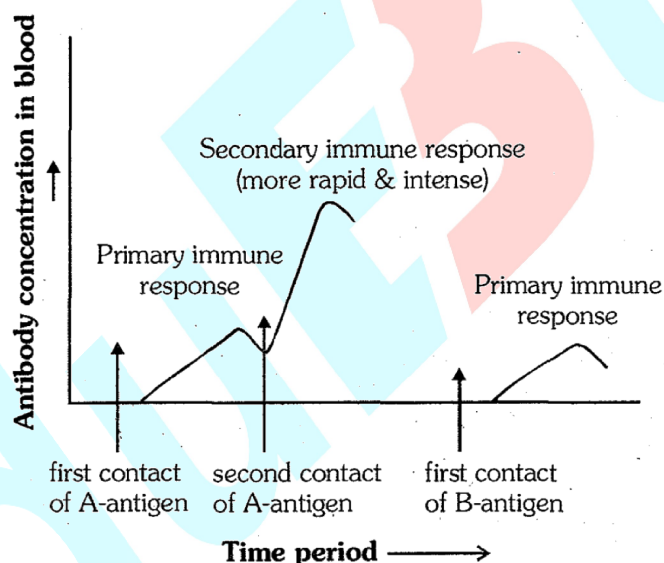 Antibody concentration in blood
Secondary immune response
(more rapid & intense)
Primary immune
response
Primary immune
response
first contact
of A-antigen
second contact
of A-antigen
first contact
of B-antigen
Time period